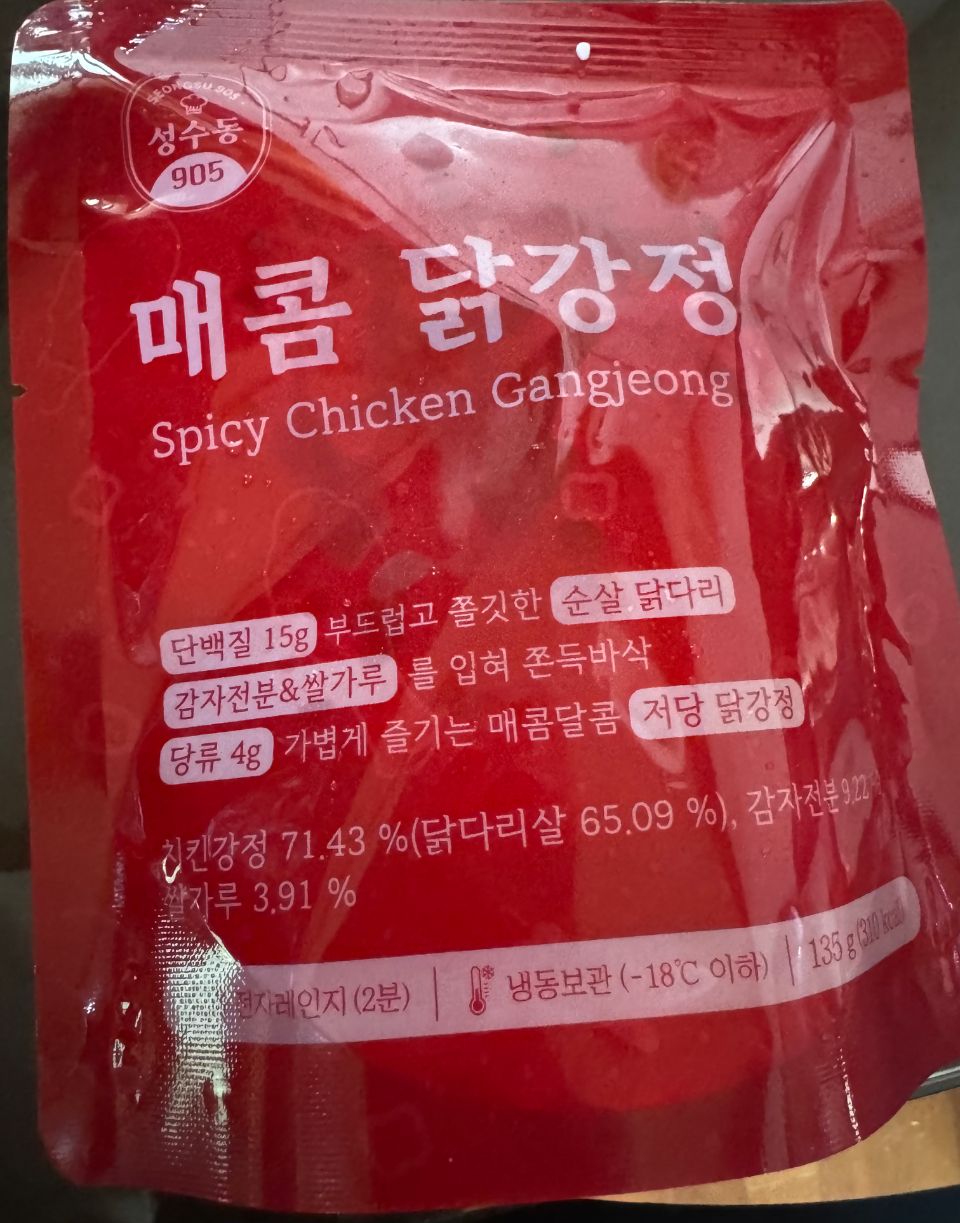 SEONGSU 905
성수동
905
매콤 닭강정
Spicy Chicken Gangjeong
단백질 15g 부드럽고 쫄깃한 순살 닭다리
감자전분&쌀가루 를 입혀 쫀득바삭
당류 4g 가볍게 즐기는 매콤달콤 저당 닭강정
치킨강정 71.43 %(닭다리살 65.09 %), 감자전분 9.22
쌀가루 3.91 %
전자레인지 (2분) | 냉동보관 (-18℃ 이하) | 135 g (310 kcal)